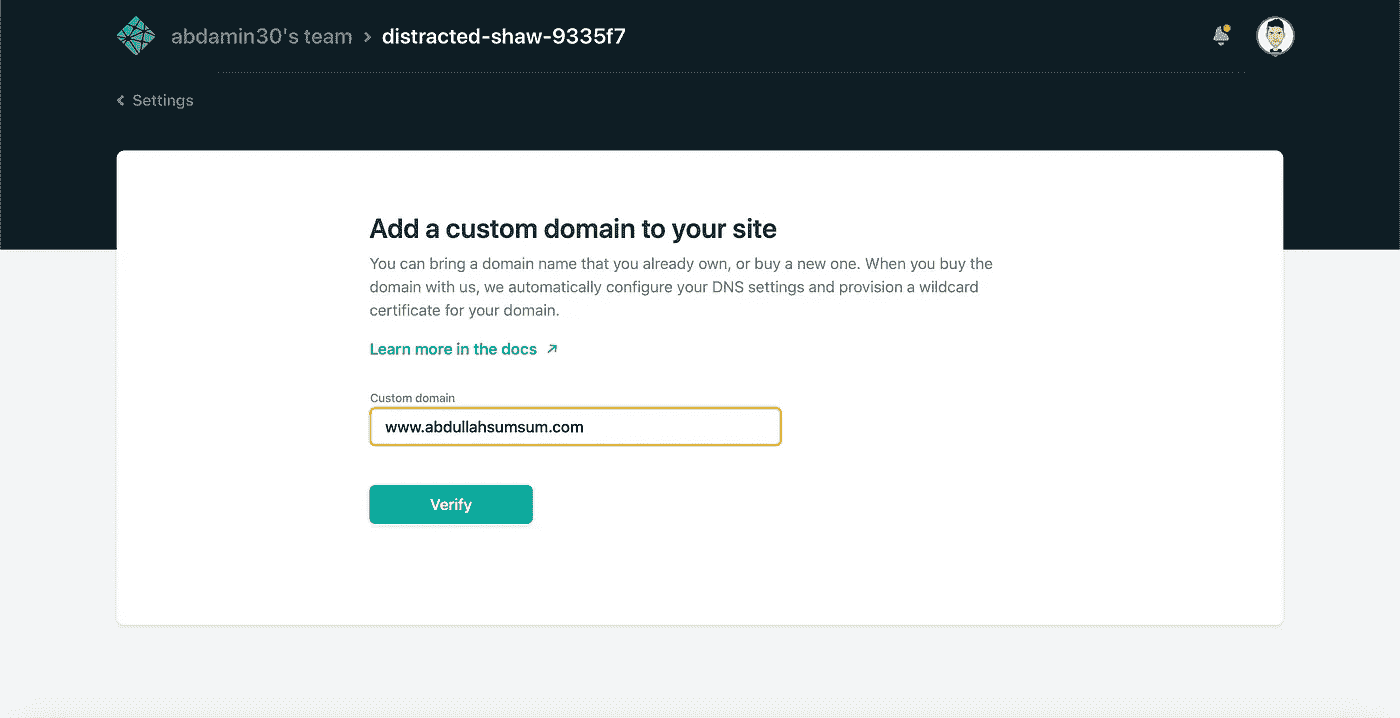 abdamin30's team > distracted-shaw-9335f7
< Settings
Add a custom domain to your site
You can bring a domain name that you already own, or buy a new one. When you buy the
domain with us, we automatically configure your DNS settings and provision a wildcard
certificate for your domain.
Learn more in the docs ↗
Custom domain
www.abdullahsumsum.com
Verify